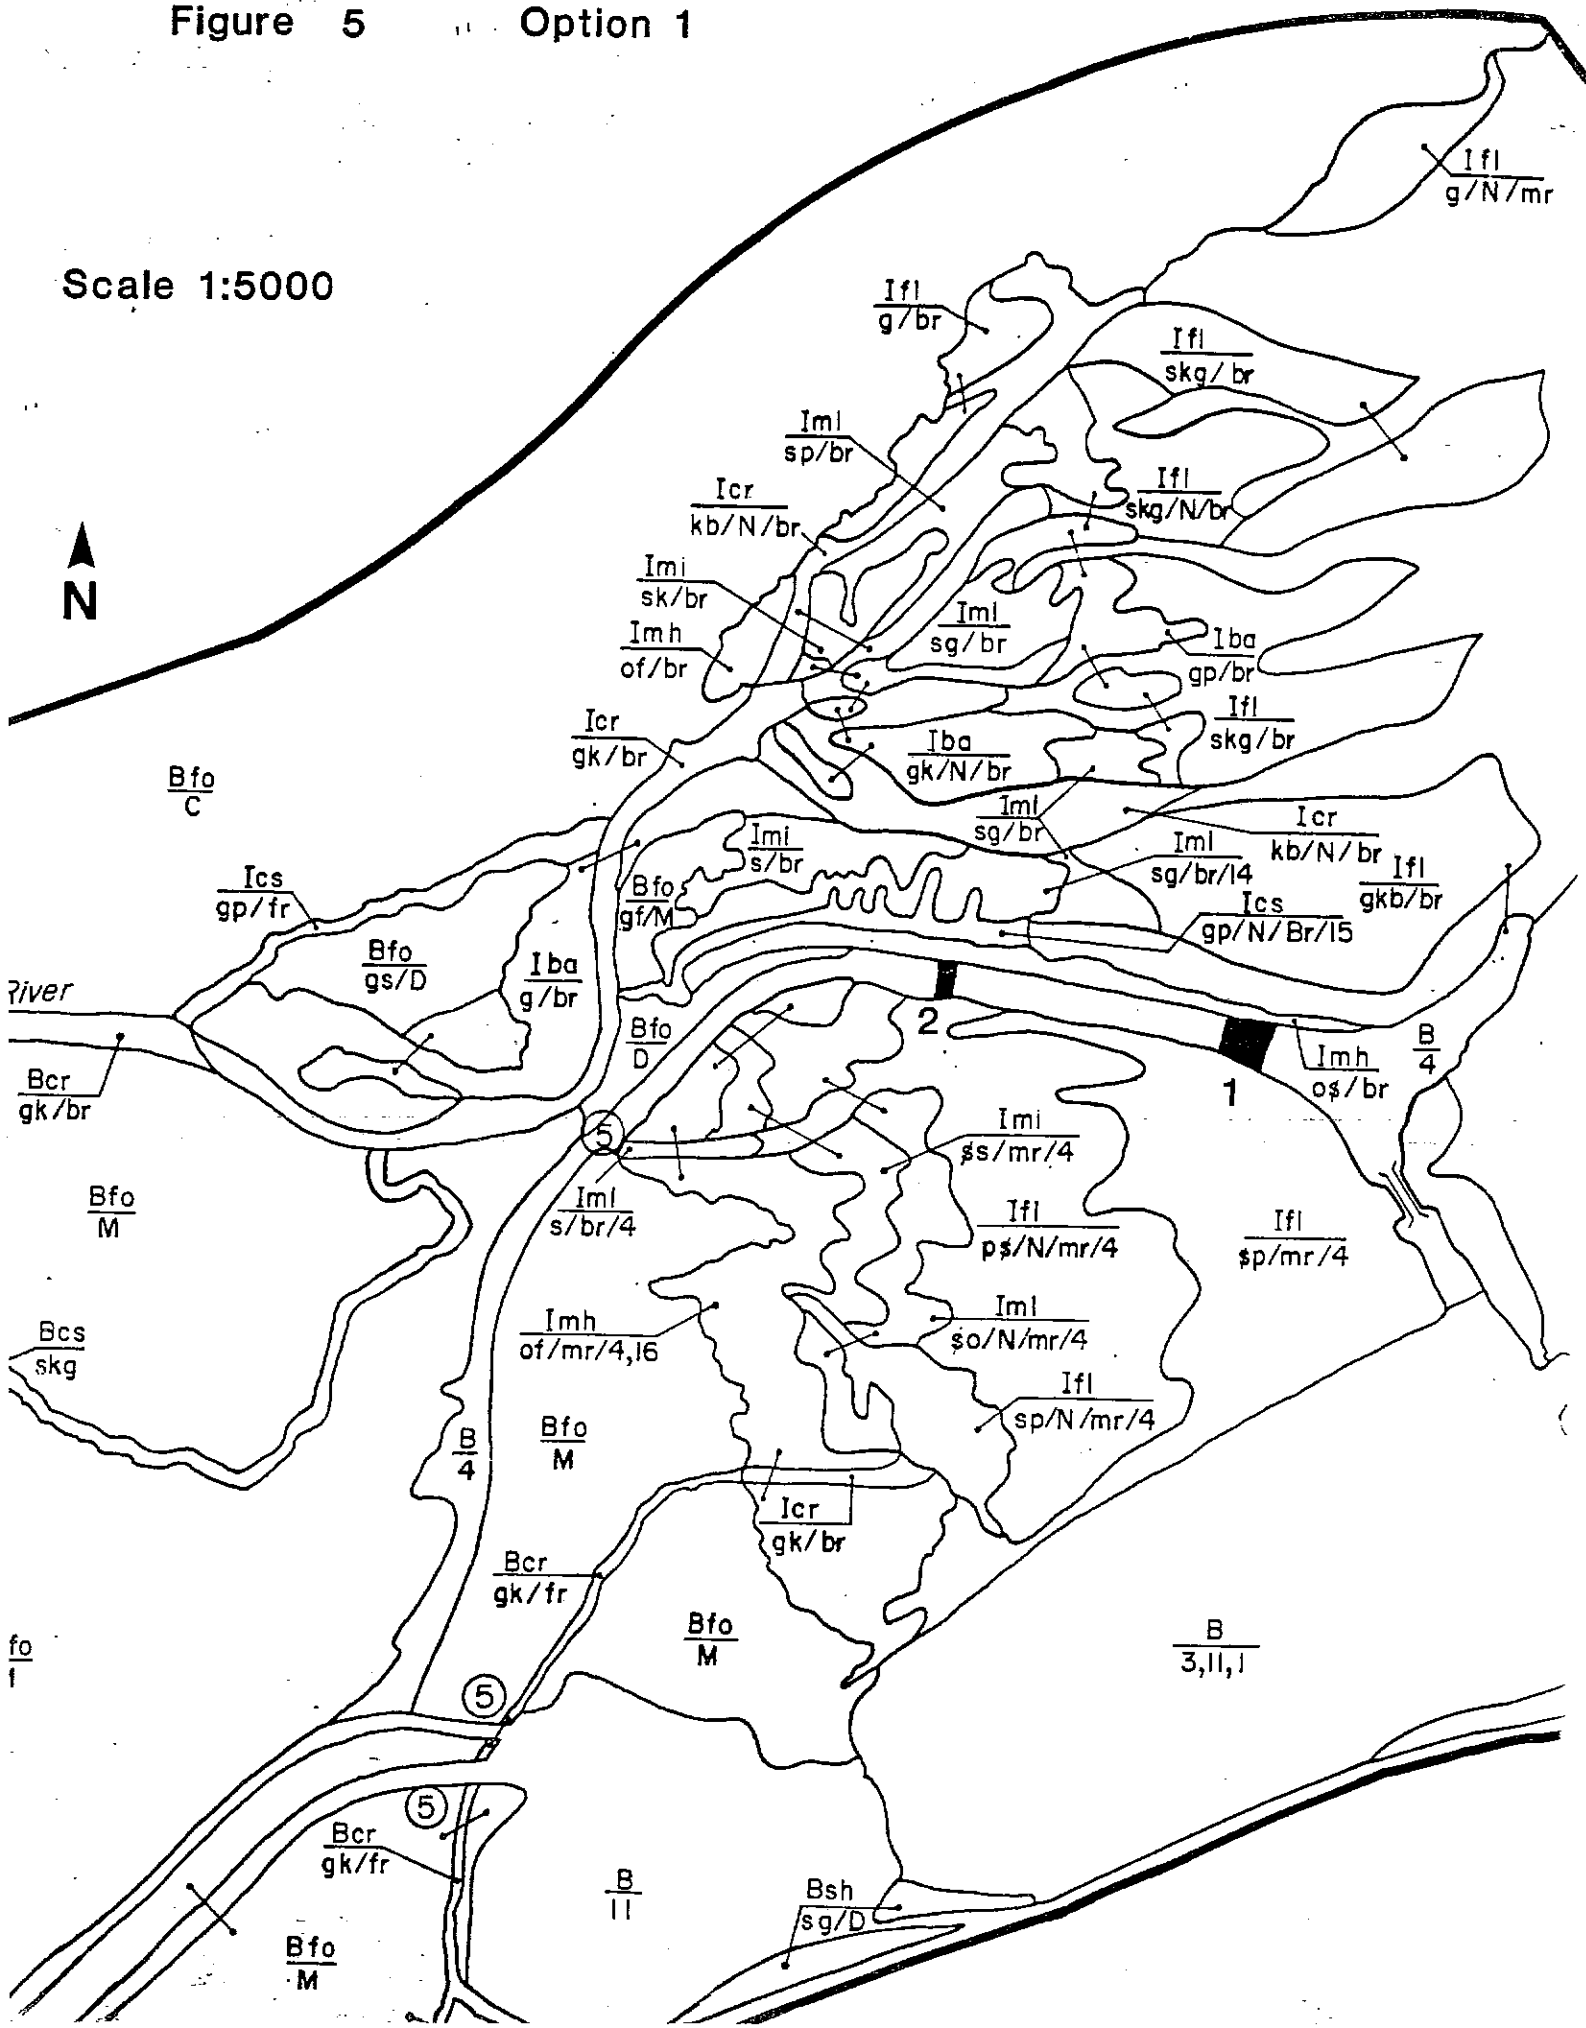 Figure 5 Option 1
Ifl
g/N/mr
Scale 1:5000
Ifl
g/br
Ifl
skg/br
Iml
sp/br
Icr
kb/N/br
Ifl
skg/N/br
N
Imi
sk/br
Imh
of/br
Iml
sg/br
Iba
gp/br
Icr
gk/br
Ifl
skg/br
Iba
gk/N/br
Bfo
C
Iml
sg/br
Icr
kb/N/br
Imi
s/br
Iml
sg/br/14
Ifl
gkb/br
Ics
gp/fr
Bfo
gf/M
Ics
gp/N/Br/15
Bfo
gs/D
Iba
g/br
River
2
Bfo
D
B
4
Imh
o$/br
1
Bcr
gk/br
5
Imi
$s/mr/4
Bfo
M
Iml
s/br/4
Ifl
p$/N/mr/4
Ifl
$p/mr/4
Imh
of/mr/4,16
Iml
$o/N/mr/4
Bcs
skg
Ifl
sp/N/mr/4
B
4
Bfo
M
Icr
gk/br
Bcr
gk/fr
Bfo
M
B
3,11,1
fo
5
5
Bcr
gk/fr
B
11
Bsh
sg/D
Bfo
M